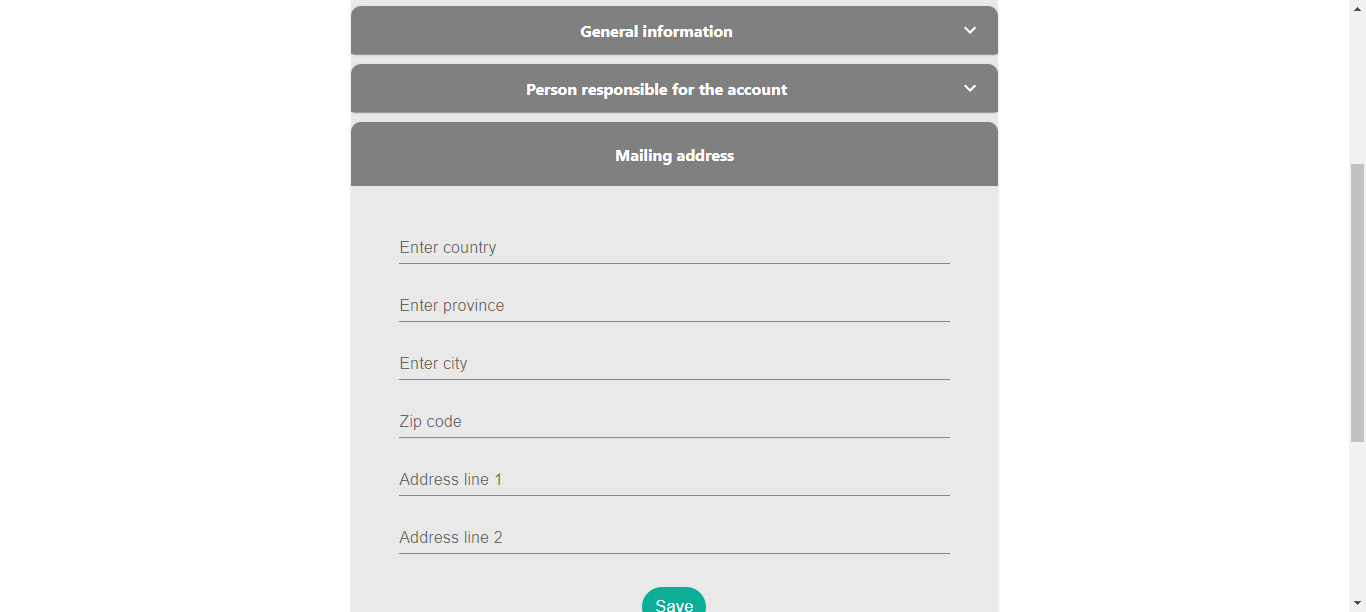 General information
Person responsible for the account
Mailing address
Enter country
Enter province
Enter city
Zip code
Address line 1
Address line 2
Save